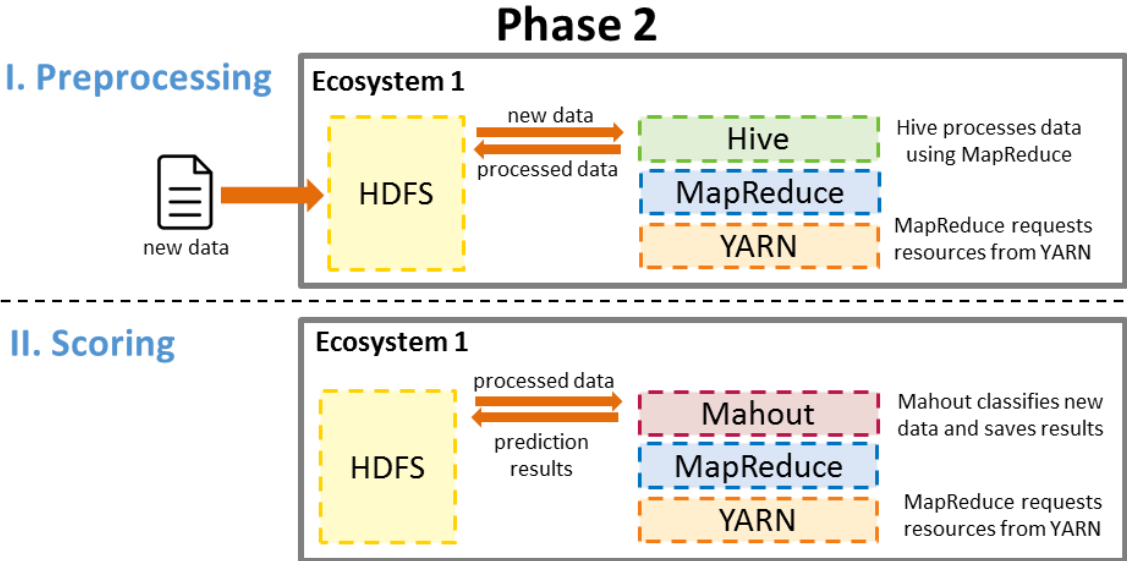 Phase 2
I. Preprocessing
Ecosystem 1
new data
HDFS
new data
processed data
Hive
MapReduce
YARN
Hive processes data
using MapReduce
MapReduce requests
resources from YARN
II. Scoring
Ecosystem 1
HDFS
processed data
prediction
results
Mahout
MapReduce
YARN
Mahout classifies new
data and saves results
MapReduce requests
resources from YARN